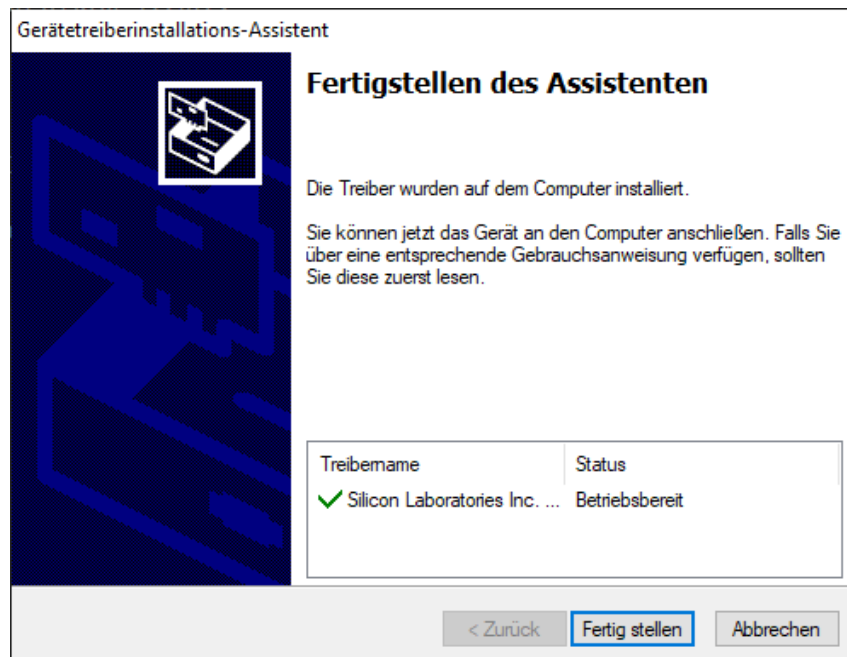 Gerätetreiberinstallations-Assistent
Fertigstellen des Assistenten
Die Treiber wurden auf dem Computer installiert.
Sie können jetzt das Gerät an den Computer anschließen. Falls Sie
über eine entsprechende Gebrauchsanweisung verfügen, sollten
Sie diese zuerst lesen.
Treibername Status
Silicon Laboratories Inc. ... Betriebsbereit
< Zurück Fertig stellen Abbrechen